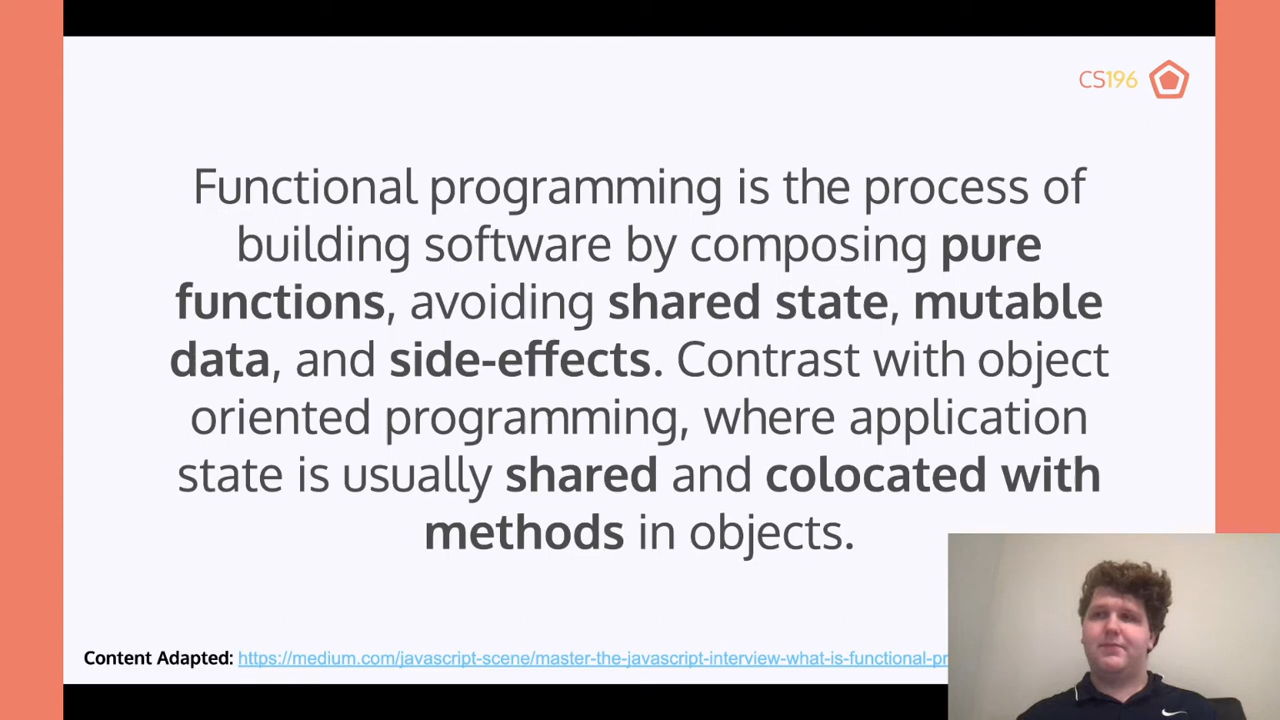 CS196
Functional programming is the process of
building software by composing pure
functions, avoiding shared state, mutable
data, and side-effects. Contrast with object
oriented programming, where application
state is usually shared and colocated with
methods in objects.
Content Adapted: https://medium.com/javascript-scene/master-the-javascript-interview-what-is-functional-pr